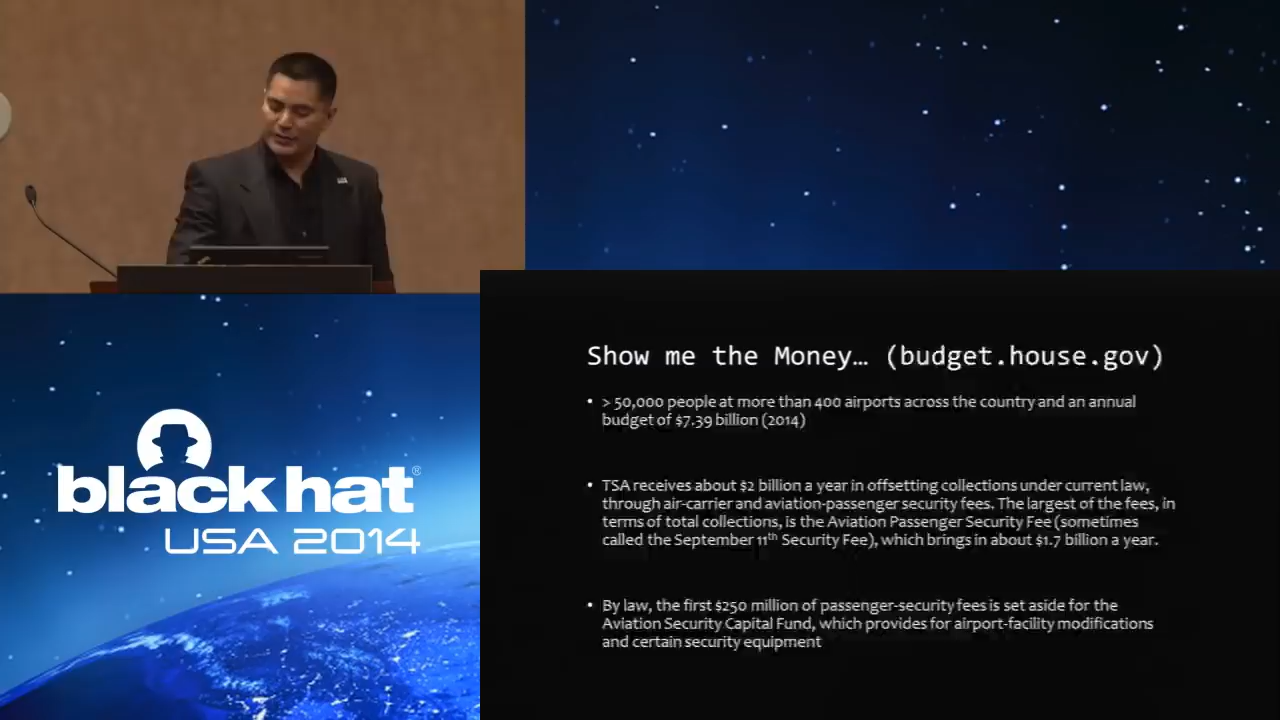 Show me the Money… (budget.house.gov)
• > 50,000 people at more than 400 airports across the country and an annual
budget of $7.39 billion (2014)
• TSA receives about $2 billion a year in offsetting collections under current law,
through air-carrier and aviation-passenger security fees. The largest of the fees, in
terms of total collections, is the Aviation Passenger Security Fee (sometimes
called the September 11th Security Fee), which brings in about $1.7 billion a year.
• By law, the first $250 million of passenger-security fees is set aside for the
Aviation Security Capital Fund, which provides for airport-facility modifications
and certain security equipment
black hat®
USA 2014